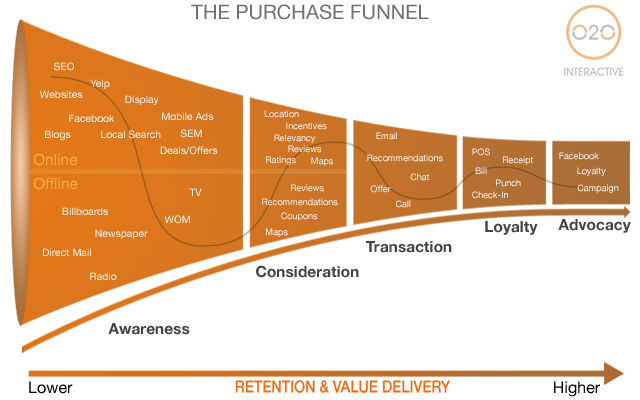 THE PURCHASE FUNNEL
O2O
INTERACTIVE
SEO
Yelp
Websites
Display
Facebook
Mobile Ads
Blogs
Local Search
SEM
Deals/Offers
Online
Offline
TV
Billboards
WOM
Newspaper
Direct Mail
Radio
Location
Incentives
Relevancy
Reviews
Ratings
Maps
Reviews
Recommendations
Coupons
Maps
Email
Recommendations
Chat
Offer
Call
POS
Receipt
Bill
Punch
Check-In
Facebook
Loyalty
Campaign
Awareness
Consideration
Transaction
Loyalty
Advocacy
Lower
RETENTION & VALUE DELIVERY
Higher